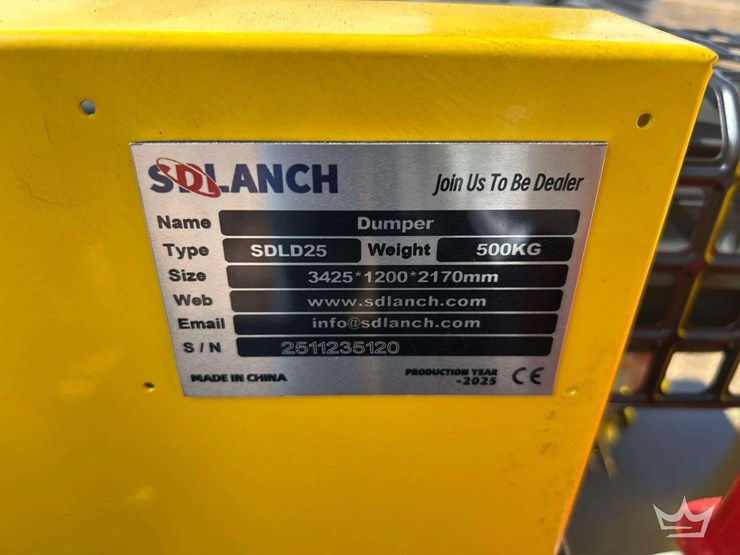 SDLANCH Join Us To Be Dealer
Name Dumper
Type SDLD25 Weight 500KG
Size 3425*1200*2170mm
Web www.sdlanch.com
Email info@sdlanch.com
S/N 2511235120
MADE IN CHINA PRODUCTION YEAR
-2025 CE